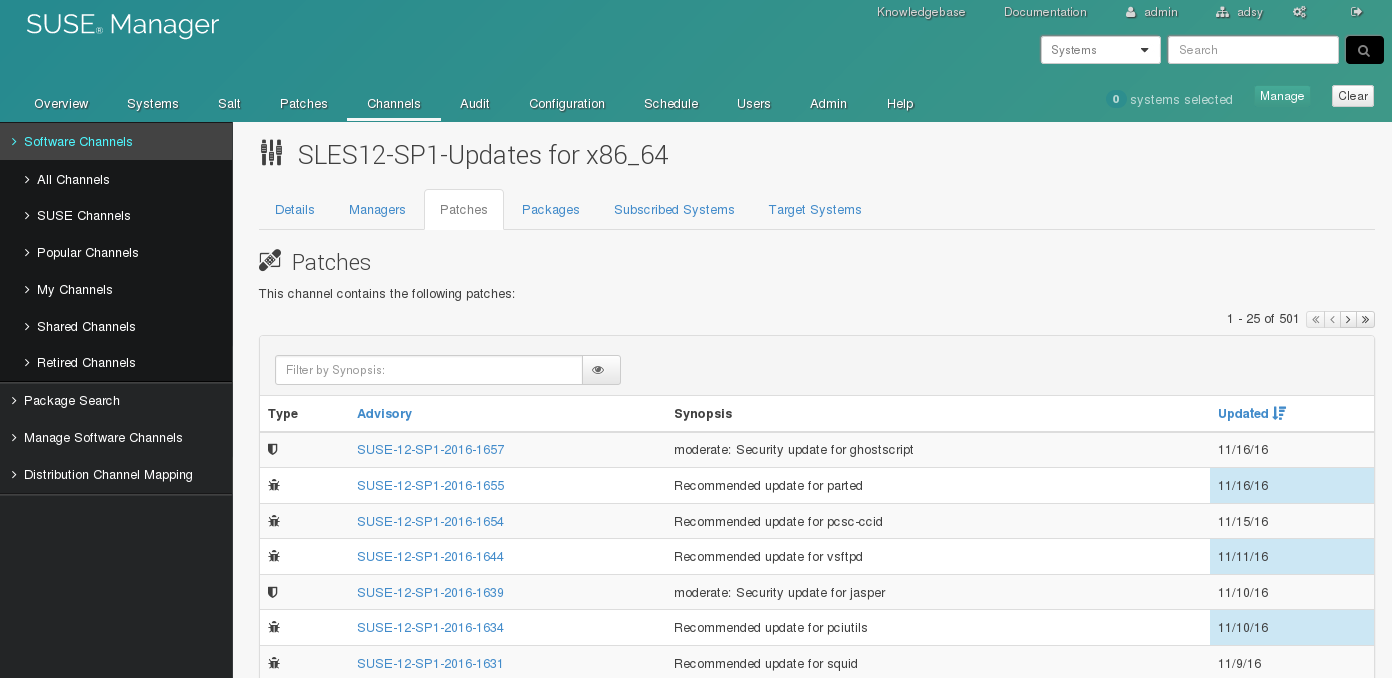 SUSE® Manager
Knowledgebase Documentation admin adsy
Systems Search
Overview Systems Salt Patches Channels Audit Configuration Schedule Users Admin Help
0 systems selected Manage Clear
Software Channels
All Channels
SUSE Channels
Popular Channels
My Channels
Shared Channels
Retired Channels
Package Search
Manage Software Channels
Distribution Channel Mapping
SLES12-SP1-Updates for x86_64
Details Managers Patches Packages Subscribed Systems Target Systems
Patches
This channel contains the following patches:
1 - 25 of 501
Filter by Synopsis:
Type Advisory Synopsis Updated
SUSE-12-SP1-2016-1657 moderate: Security update for ghostscript 11/16/16
SUSE-12-SP1-2016-1655 Recommended update for parted 11/16/16
SUSE-12-SP1-2016-1654 Recommended update for pcsc-ccid 11/15/16
SUSE-12-SP1-2016-1644 Recommended update for vsftpd 11/11/16
SUSE-12-SP1-2016-1639 moderate: Security update for jasper 11/10/16
SUSE-12-SP1-2016-1634 Recommended update for pciutils 11/10/16
SUSE-12-SP1-2016-1631 Recommended update for squid 11/9/16